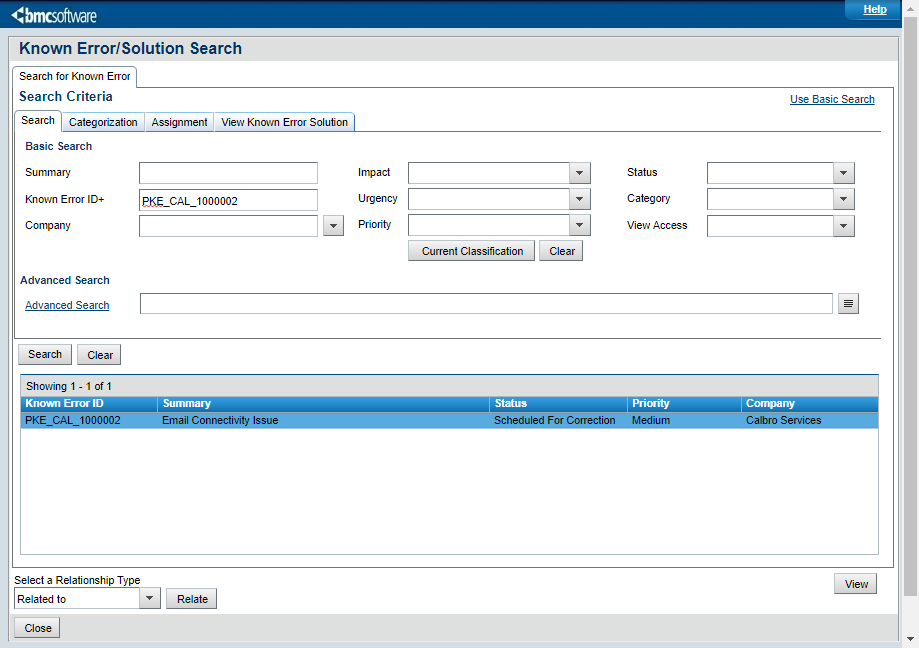 bmcsoftware Help
Known Error/Solution Search
Search for Known Error
Search Criteria Use Basic Search
Search Categorization Assignment View Known Error Solution
Basic Search
Summary Impact Status
Known Error ID+ PKE_CAL_1000002 Urgency Category
Company Priority View Access
Current Classification Clear
Advanced Search
Advanced Search
Search Clear
Showing 1 - 1 of 1
Known Error ID Summary Status Priority Company
PKE_CAL_1000002 Email Connectivity Issue Scheduled For Correction Medium Calbro Services
Select a Relationship Type
View
Related to Relate
Close